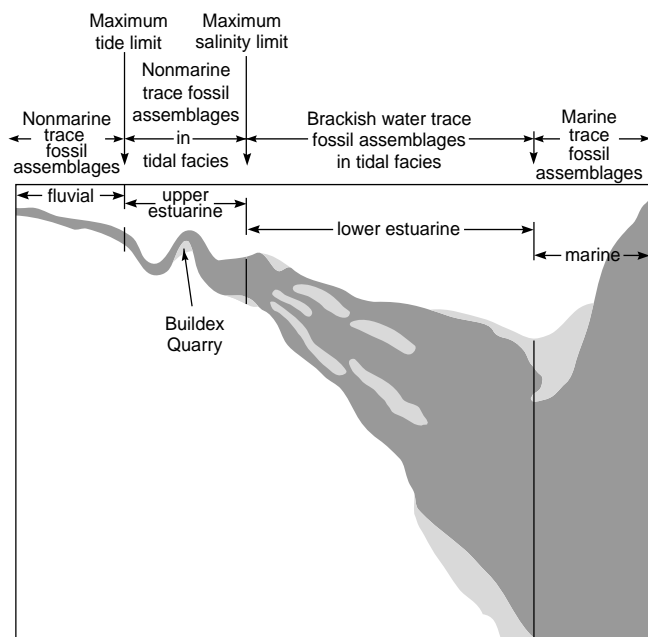 Maximum
tide limit
Maximum
salinity limit
Nonmarine
trace fossil
assemblages
Nonmarine
trace fossil
assemblages
in
tidal facies
Brackish water trace
fossil assemblages
in tidal facies
Marine
trace
fossil
assemblages
fluvial
upper
estuarine
lower estuarine
marine
Buildex
Quarry